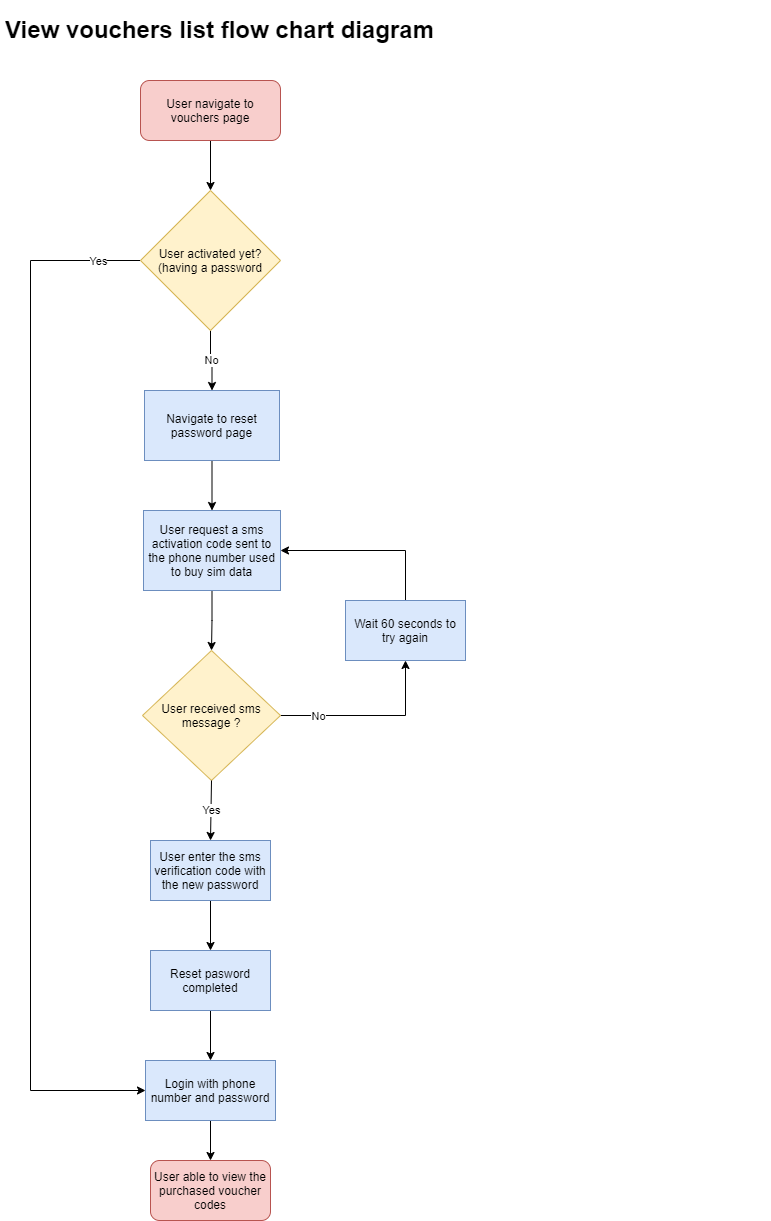 View vouchers list flow chart diagram
User navigate to
vouchers page
User activated yet?
(having a password
Yes
No
Navigate to reset
password page
User request a sms
activation code sent to
the phone number used
to buy sim data
Wait 60 seconds to
try again
User received sms
message ?
No
Yes
User enter the sms
verification code with
the new password
Reset pasword
completed
Login with phone
number and password
User able to view the
purchased voucher
codes